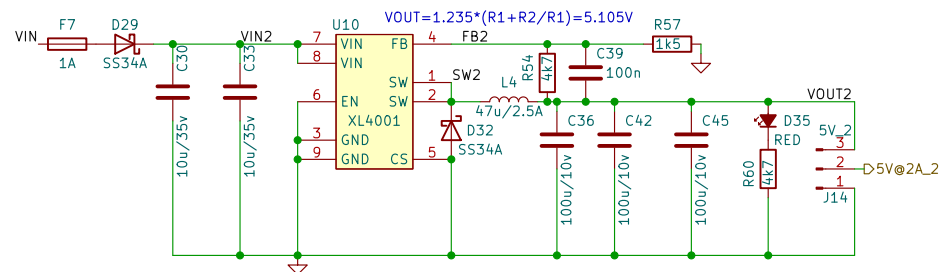 VOUT=1.235*(R1+R2/R1)=5.105V
F7
D29
U10
R57
VIN
VIN2
7
VIN
FB
4
FB2
1k5
1A
SS34A
8
VIN
C30
C33
R54
4k7
C39
100n
SW
1
SW2
L4
6
EN
SW
2
47u/2.5A
VOUT2
XL4001
D32
C36
C42
C45
D35
5V_2
3
GND
SS34A
RED
3
9
GND
CS
5
2
5V@2A_2
10u/35v
10u/35v
R60
4k7
1
J14
100u/10v
100u/10v
100u/10v